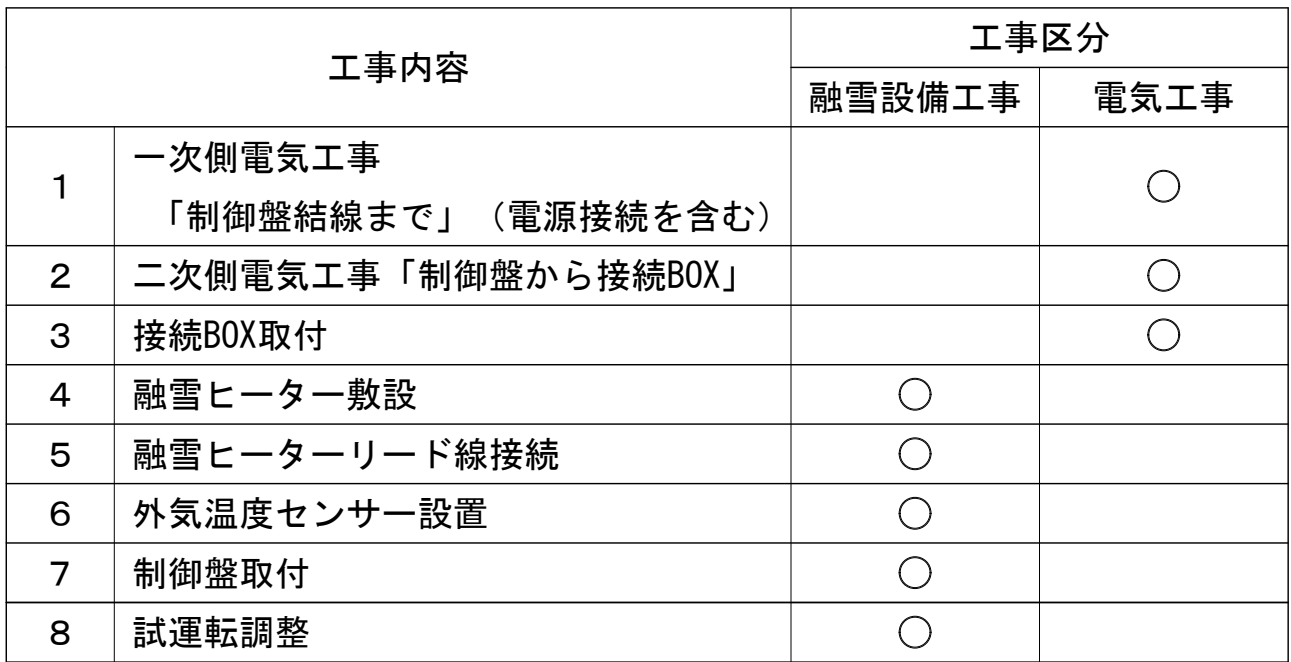 工事内容
工事区分
融雪設備工事
電気工事
1
一次側電気工事
「制御盤結線まで」（電源接続を含む）
○
2
二次側電気工事「制御盤から接続BOX」
○
3
接続BOX取付
○
4
融雪ヒーター敷設
○
5
融雪ヒーターリード線接続
○
6
外気温度センサー設置
○
7
制御盤取付
○
8
試運転調整
○